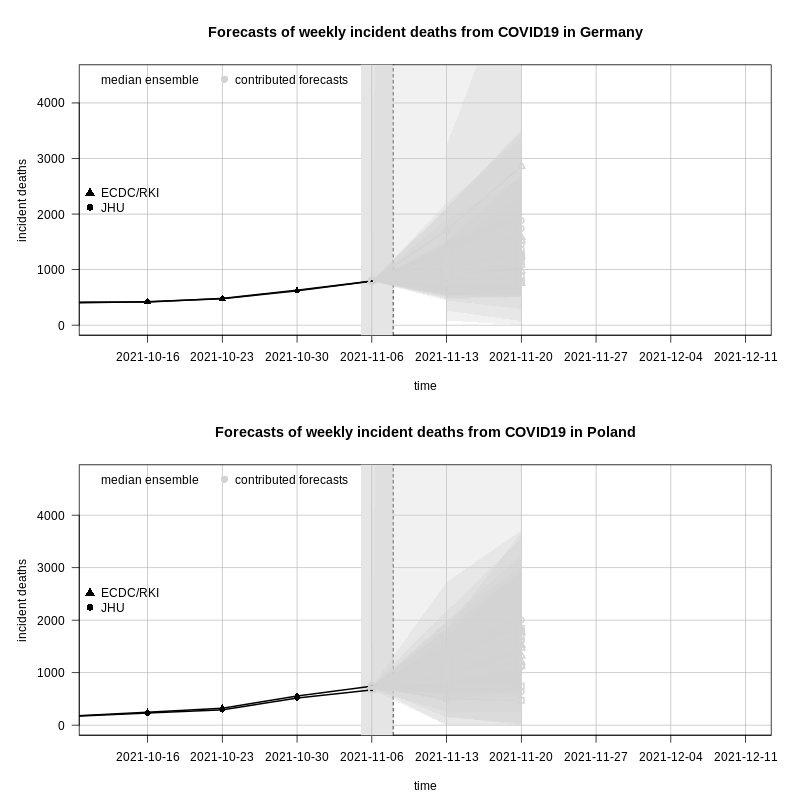 Forecasts of weekly incident deaths from COVID19 in Germany
median ensemble contributed forecasts
4000
3000
ECDC/RKI
JHU
2000
1000
0
incident deaths
2021-10-16 2021-10-23 2021-10-30 2021-11-06 2021-11-13 2021-11-20 2021-11-27 2021-12-04 2021-12-11
time
Forecasts of weekly incident deaths from COVID19 in Poland
median ensemble contributed forecasts
4000
3000
ECDC/RKI
JHU
2000
1000
0
incident deaths
2021-10-16 2021-10-23 2021-10-30 2021-11-06 2021-11-13 2021-11-20 2021-11-27 2021-12-04 2021-12-11
time